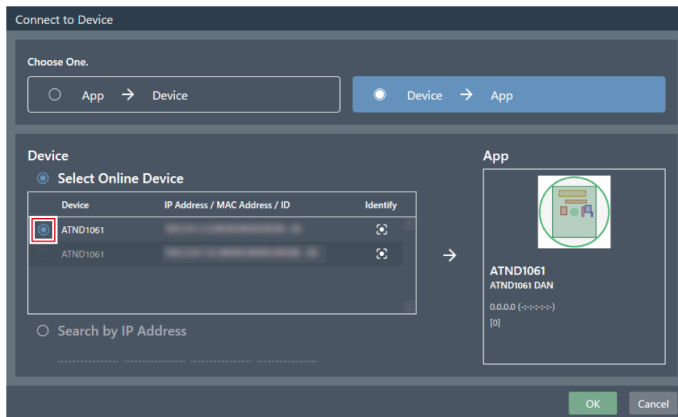 Connect to Device
Choose One.
App → Device
Device → App
Device
Select Online Device
Device IP Address / MAC Address / ID Identify
ATND1061
ATND1061
Search by IP Address
→
App
ATND1061
ATND1061 DAN
0.0.0.0 (-:-:-:-:-:-)
[0]
OK Cancel